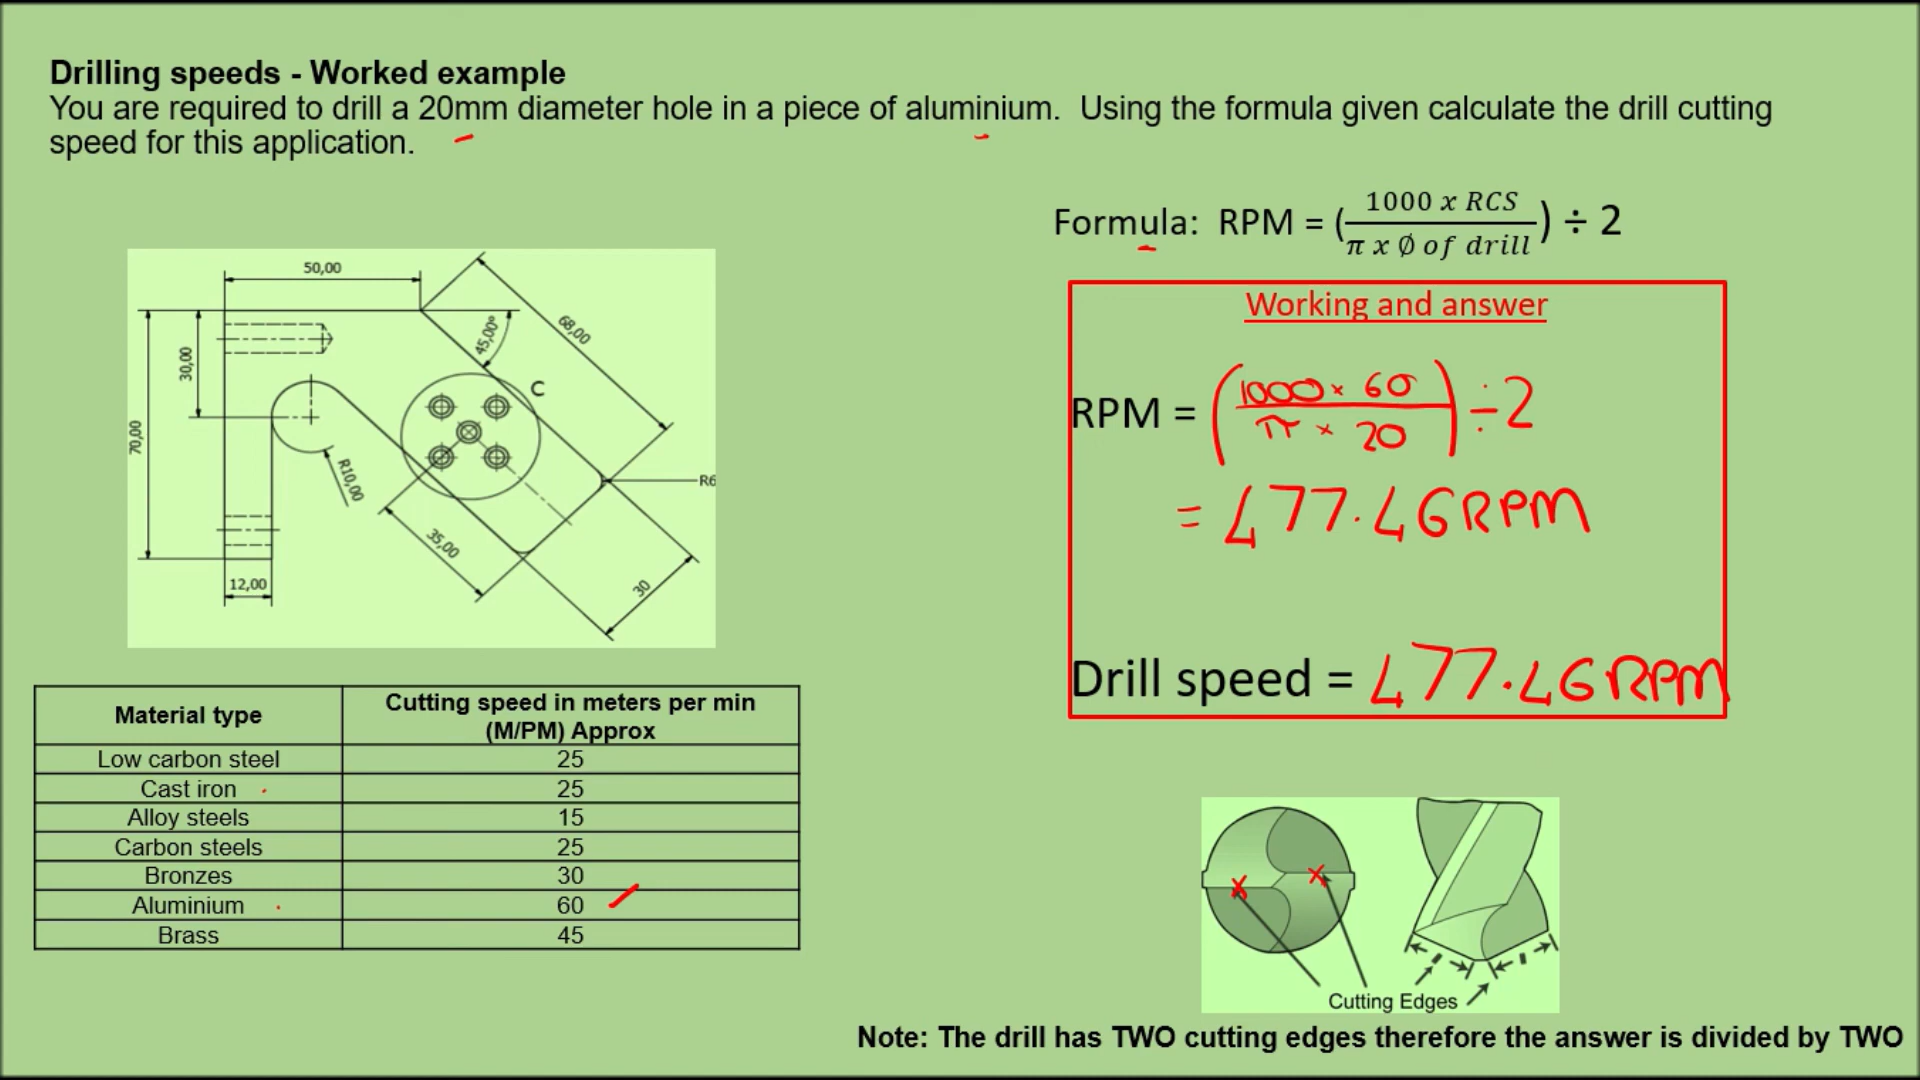 Drilling speeds - Worked example
You are required to drill a 20mm diameter hole in a piece of aluminium. Using the formula given calculate the drill cutting
speed for this application.
Formula: RPM = (1000 x RCS / π x Ø of drill) ÷ 2
Working and answer
RPM = (1000 × 60 / π × 20) ÷ 2
= 477.46 RPM
Drill speed = 477.46 RPM
50,00
68,00
45,00°
30,00
C
70,00
R10,00
R6
35,00
12,00
30
Material type | Cutting speed in meters per min
(M/PM) Approx
Low carbon steel 25
Cast iron 25
Alloy steels 15
Carbon steels 25
Bronzes 30
Aluminium 60
Brass 45
Cutting Edges
Note: The drill has TWO cutting edges therefore the answer is divided by TWO